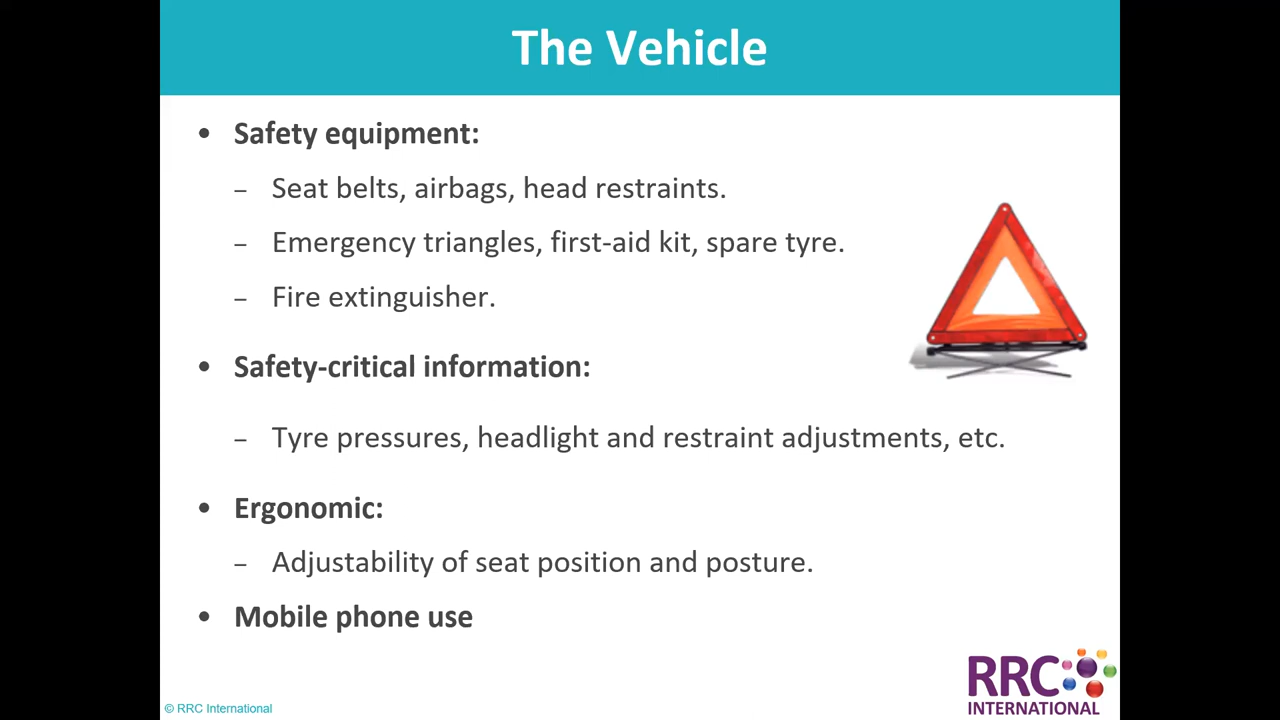 The Vehicle
• Safety equipment:
– Seat belts, airbags, head restraints.
– Emergency triangles, first-aid kit, spare tyre.
– Fire extinguisher.
• Safety-critical information:
– Tyre pressures, headlight and restraint adjustments, etc.
• Ergonomic:
– Adjustability of seat position and posture.
• Mobile phone use
RRC
INTERNATIONAL
© RRC International